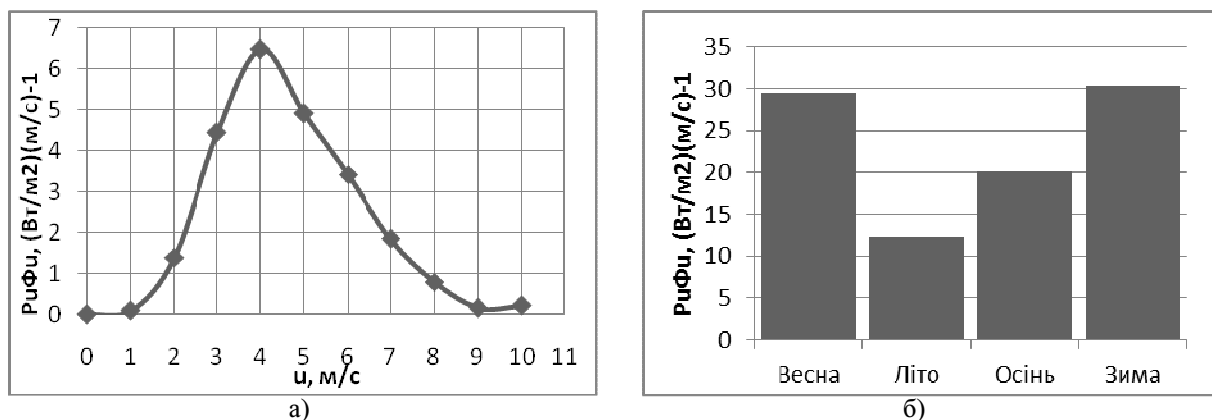 7
6
5
4
3
2
1
0
РuФu, (Вт/м2)(м/с)-1
0 1 2 3 4 5 6 7 8 9 10 11
u, м/с
а)
35
30
25
20
15
10
5
0
РuФu, (Вт/м2)(м/с)-1
Весна Літо Осінь Зима
б)